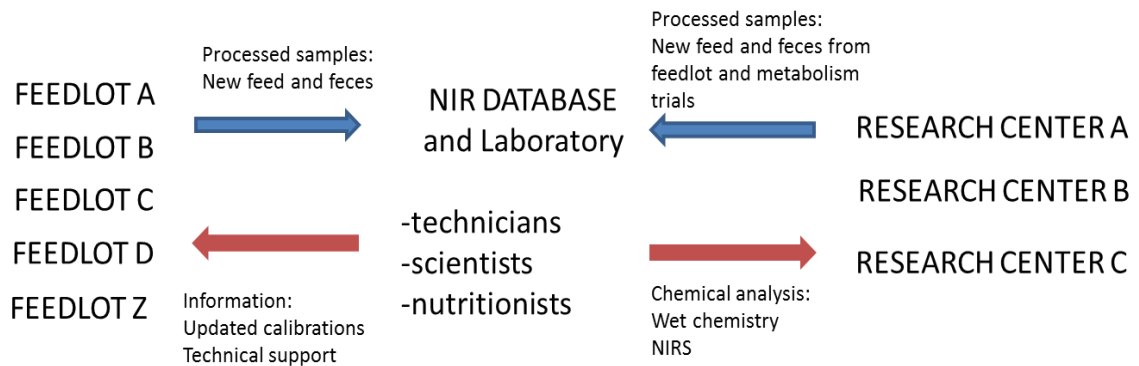 FEEDLOT A
FEEDLOT B
FEEDLOT C
FEEDLOT D
FEEDLOT Z
Processed samples:
New feed and feces
Information:
Updated calibrations
Technical support
NIR DATABASE
and Laboratory
-technicians
-scientists
-nutritionists
Processed samples:
New feed and feces from
feedlot and metabolism
trials
Chemical analysis:
Wet chemistry
NIRS
RESEARCH CENTER A
RESEARCH CENTER B
RESEARCH CENTER C